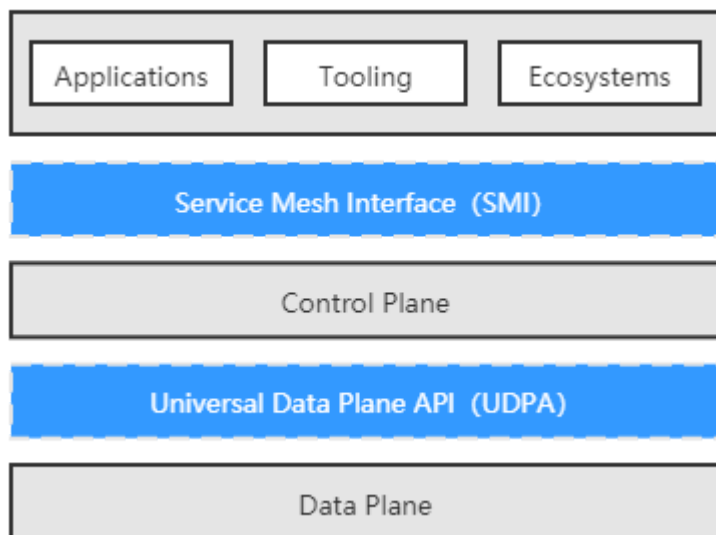 Applications Tooling Ecosystems
Service Mesh Interface（SMI）
Control Plane
Universal Data Plane API（UDPA）
Data Plane